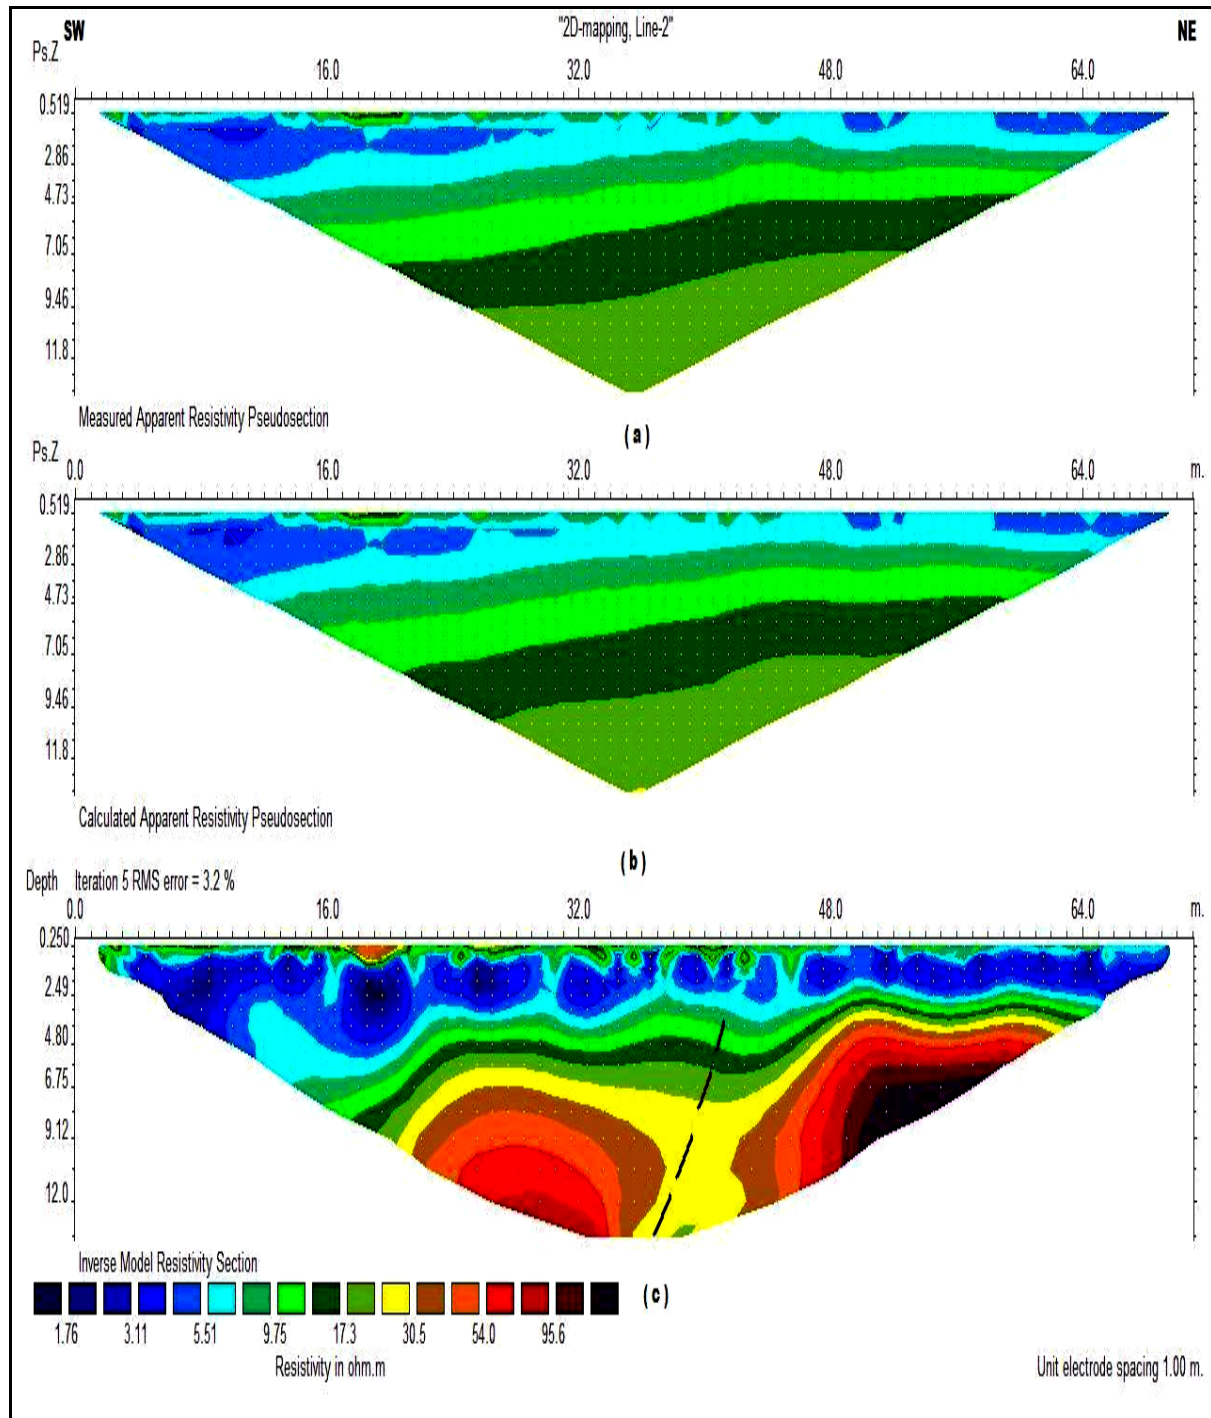 SW "2D-mapping, Line-2" NE
Ps.Z 16.0 32.0 48.0 64.0
0.519
2.86
4.73
7.05
9.46
11.8
Measured Apparent Resistivity Pseudosection
(a)
Ps.Z
0.0 16.0 32.0 48.0 64.0 m.
0.519
2.86
4.73
7.05
9.46
11.8
Calculated Apparent Resistivity Pseudosection
(b)
Depth Iteration 5 RMS error = 3.2 %
0.0 16.0 32.0 48.0 64.0 m.
0.250
2.49
4.80
6.75
9.12
12.0
Inverse Model Resistivity Section
(c)
1.76 3.11 5.51 9.75 17.3 30.5 54.0 95.6
Resistivity in ohm.m Unit electrode spacing 1.00 m.